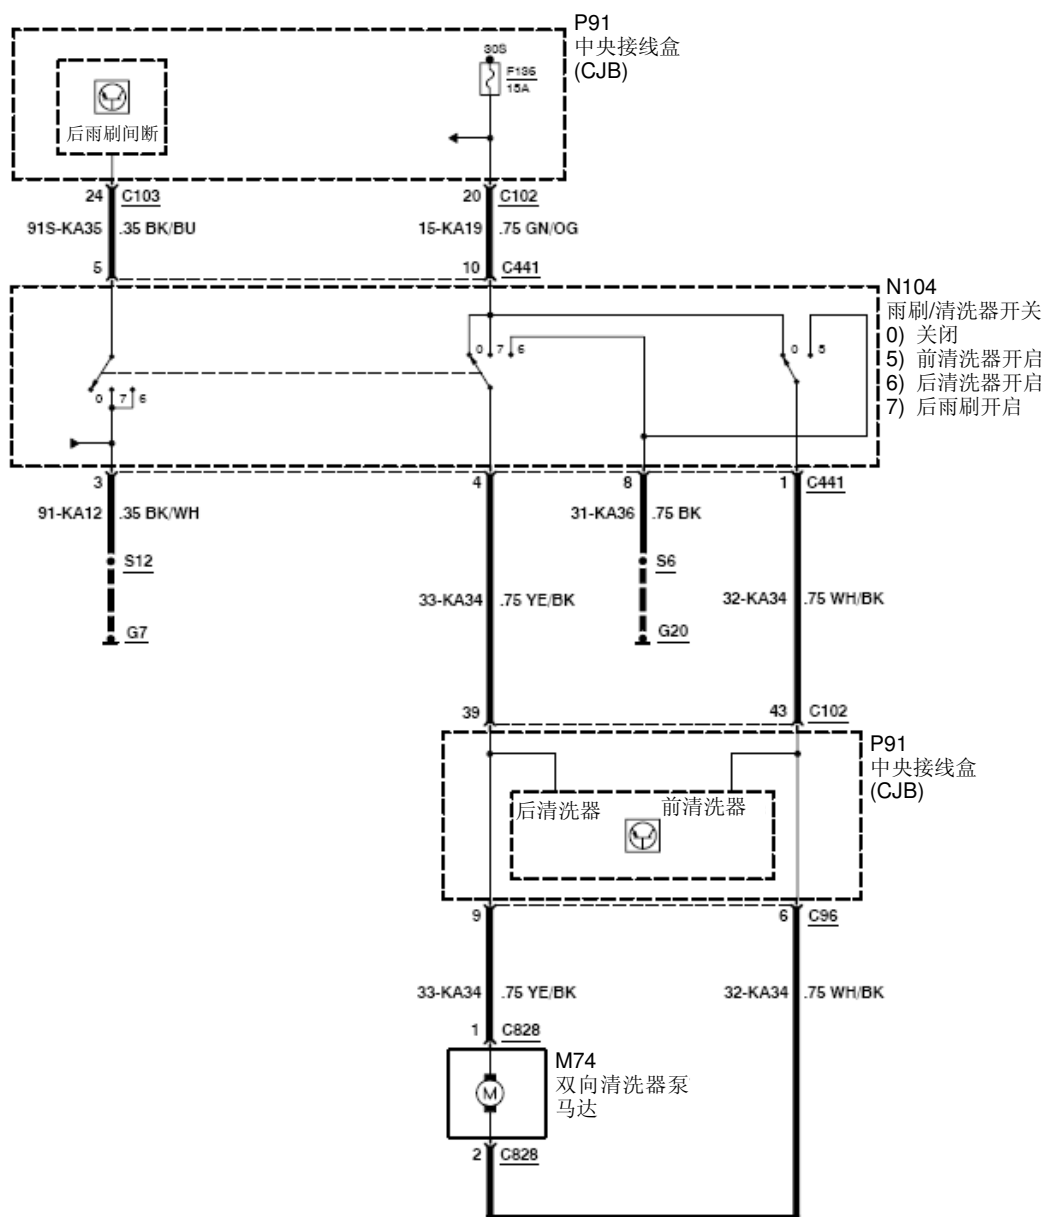 P91
中央接线盒
(CJB)
30S
F136
15A
后雨刷间断
24 C103
20 C102
91S-KA35 .35 BK/BU
15-KA19 .75 GN/OG
5
10 C441
N104
雨刷/清洗器开关
0) 关闭
5) 前清洗器开启
6) 后清洗器开启
7) 后雨刷开启
0 7 6
0 5
0 7 6
3
4
8
1 C441
91-KA12 .35 BK/WH
31-KA36 .75 BK
S12
S6
33-KA34 .75 YE/BK
32-KA34 .75 WH/BK
G7
G20
39
43 C102
P91
中央接线盒
(CJB)
后清洗器
前清洗器
9
6 C96
33-KA34 .75 YE/BK
32-KA34 .75 WH/BK
1 C828
M74
双向清洗器泵
马达
M
2 C828